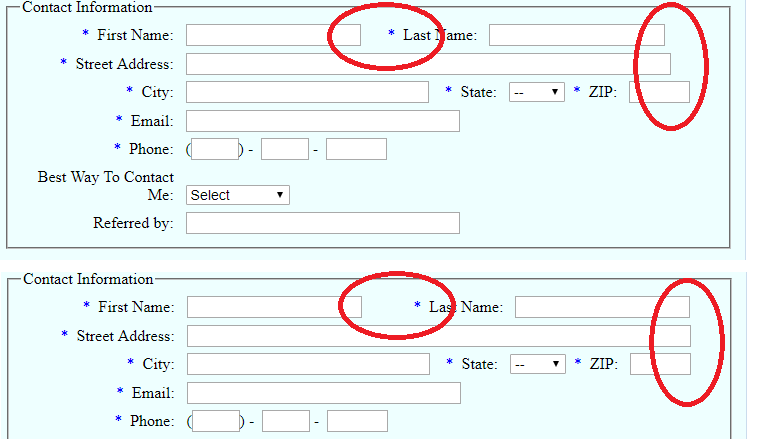 Contact Information
* First Name: * Last Name:
* Street Address:
* City: * State: -- * ZIP:
* Email:
* Phone: ( ) - -
Best Way To Contact
Me: Select
Referred by:
Contact Information
* First Name: * Last Name:
* Street Address:
* City: * State: -- * ZIP:
* Email:
* Phone: ( ) - -